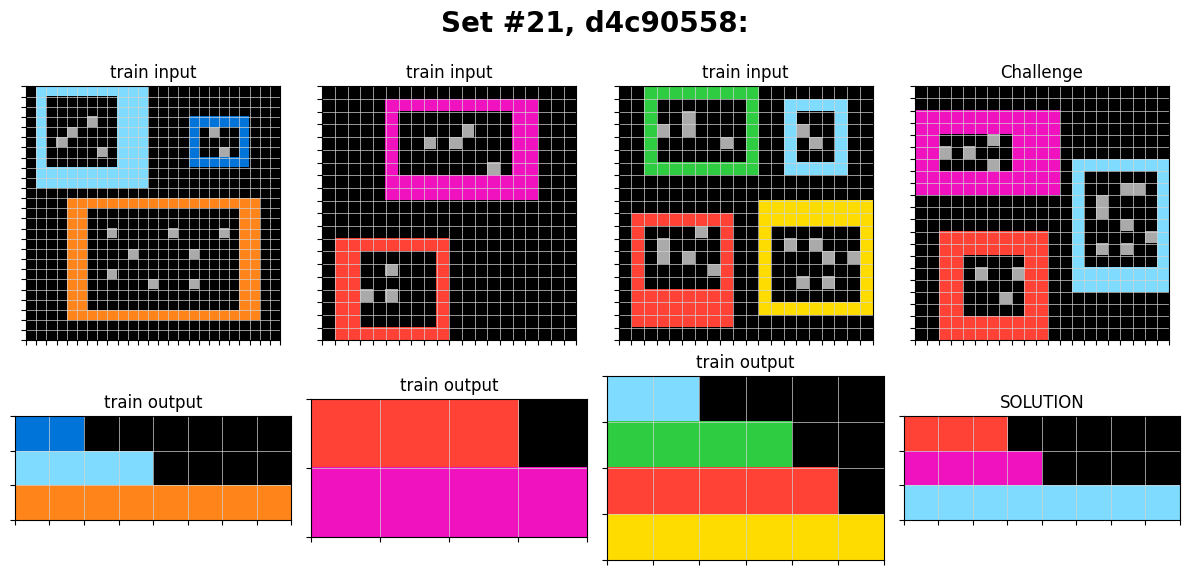 Set #21, d4c90558:
train input
train input
train input
Challenge
train output
train output
train output
SOLUTION